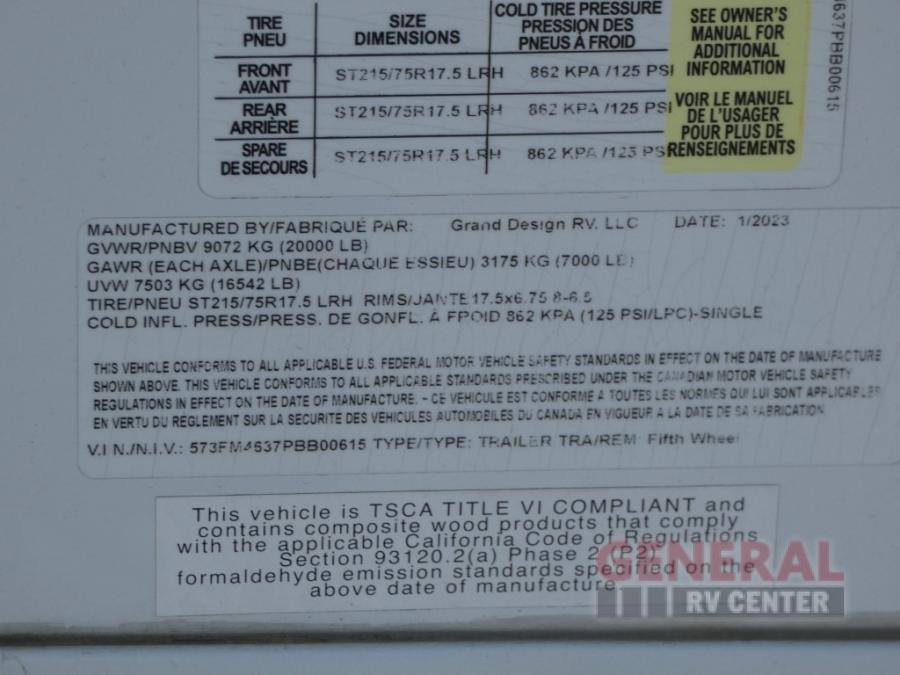 TIRE PNEU SIZE DIMENSIONS COLD TIRE PRESSURE PRESSION DES PNEUS À FROID
FRONT AVANT ST215/75R17.5 LRH 862 KPA /125 PSI
REAR ARRIÈRE ST215/75R17.5 LRH 862 KPA /125 PSI
SPARE DE SECOURS ST215/75R17.5 LRH 862 KPA /125 PS
SEE OWNER'S
MANUAL FOR
ADDITIONAL
INFORMATION
VOIR LE MANUEL
DE L'USAGER
POUR PLUS DE
RENSEIGNEMENTS
637PBB00615
MANUFACTURED BY/FABRIQUÉ PAR: Grand Design RV. LLC DATE: 1/2023
GVWR/PNBV 9072 KG (20000 LB)
GAWR (EACH AXLE)/PNBE(CHAQUE ESSIEU) 3175 KG (7000 LB)
UVW 7503 KG (16542 LB)
TIRE/PNEU ST215/75R17.5 LRH RIMS/JANTE 17.5x6.75 8-6.5
COLD INFL. PRESS/PRESS. DE GONFL. À FROID 862 KPA (125 PSI/LPC)-SINGLE
THIS VEHICLE CONFORMS TO ALL APPLICABLE U.S. FEDERAL MOTOR VEHICLE SAFETY STANDARDS IN EFFECT ON THE DATE OF MANUFACTURE
SHOWN ABOVE. THIS VEHICLE CONFORMS TO ALL APPLICABLE STANDARDS PRESCRIBED UNDER THE CANADIAN MOTOR VEHICLE SAFETY
REGULATIONS IN EFFECT ON THE DATE OF MANUFACTURE. - CE VEHICULE EST CONFORME A TOUTES LES NORMES QUI LUI SONT APPLICABLES
EN VERTU DU REGLEMENT SUR LA SECURITE DES VEHICULES AUTOMOBILES DU CANADA EN VIGUEUR A LA DATE DE SA FABRICATION
V.I N./N.I.V.: 573FM4637PBB00615 TYPE/TYPE: TRAILER TRA/REM: Fifth Wheel
This vehicle is TSCA TITLE VI COMPLIANT and
contains composite wood products that comply
with the applicable California Code of Regulations
Section 93120.2(a) Phase 2 (P2)
formaldehyde emission standards specified on the
above date of manufacture
GENERAL
RV CENTER